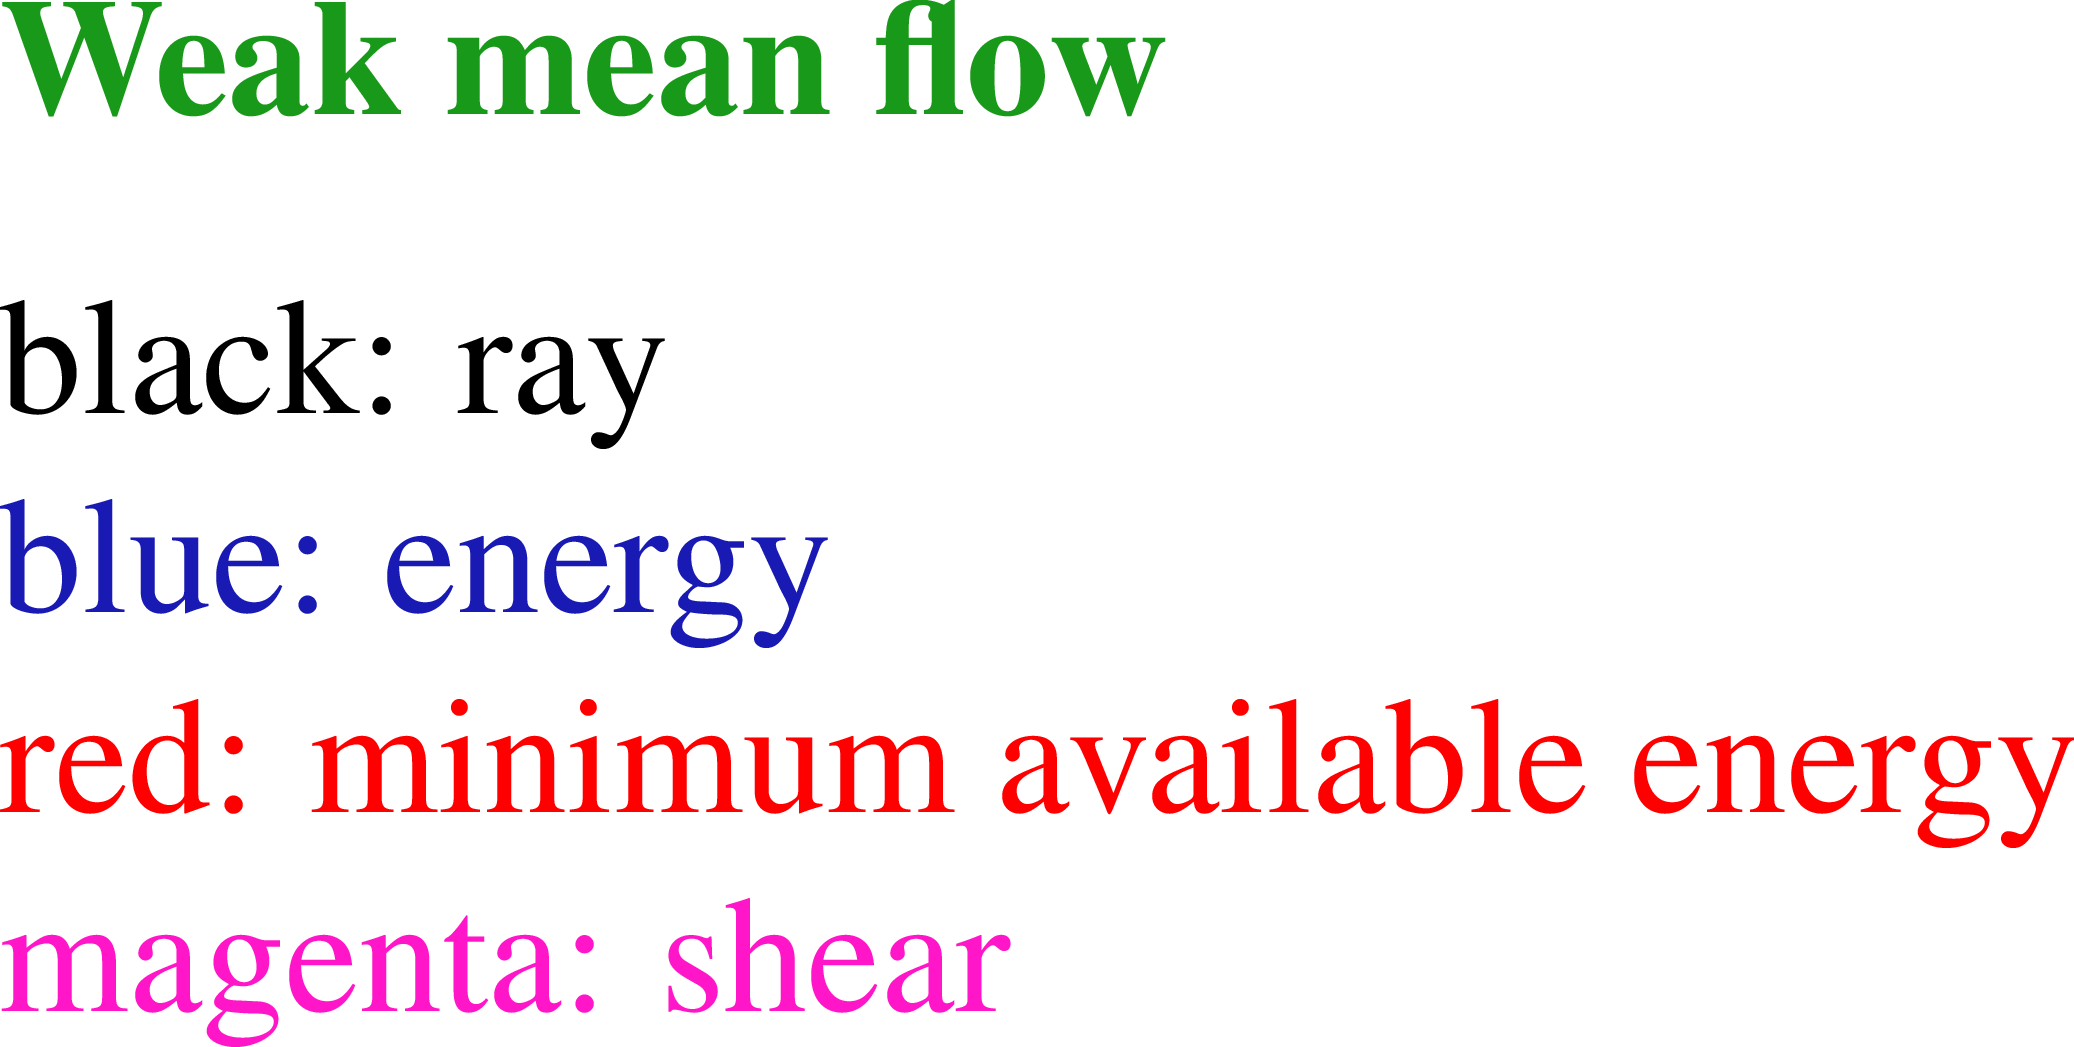 Weak mean flow
black: ray
blue: energy
red: minimum available energy
magenta: shear